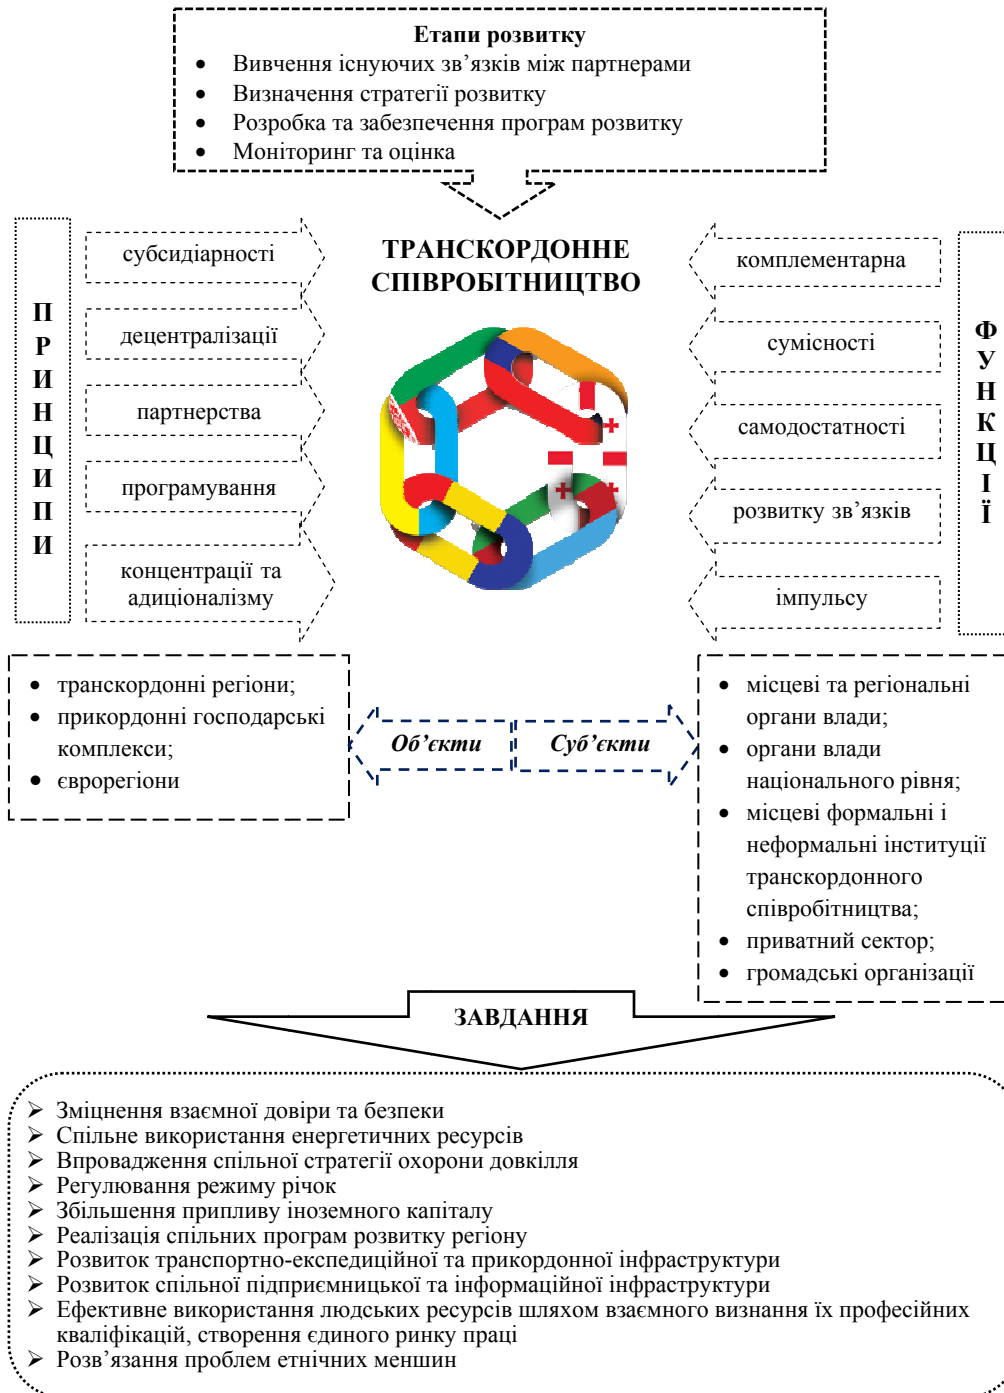 Етапи розвитку
• Вивчення існуючих зв’язків між партнерами
• Визначення стратегії розвитку
• Розробка та забезпечення програм розвитку
• Моніторинг та оцінка
ТРАНСКОРДОННЕ
СПІВРОБІТНИЦТВО
ПРИНЦИПИ
субсидіарності
децентралізації
партнерства
програмування
концентрації та
адиціоналізму
ФУНКЦІЇ
комплементарна
сумісності
самодостатності
розвитку зв’язків
імпульсу
• транскордонні регіони;
• прикордонні господарські
комплекси;
• єврорегіони
Об’єкти
Суб’єкти
• місцеві та регіональні
органи влади;
• органи влади
національного рівня;
• місцеві формальні і
неформальні інституції
транскордонного
співробітництва;
• приватний сектор;
• громадські організації
ЗАВДАННЯ
➢ Зміцнення взаємної довіри та безпеки
➢ Спільне використання енергетичних ресурсів
➢ Впровадження спільної стратегії охорони довкілля
➢ Регулювання режиму річок
➢ Збільшення припливу іноземного капіталу
➢ Реалізація спільних програм розвитку регіону
➢ Розвиток транспортно-експедиційної та прикордонної інфраструктури
➢ Розвиток спільної підприємницької та інформаційної інфраструктури
➢ Ефективне використання людських ресурсів шляхом взаємного визнання їх професійних
кваліфікацій, створення єдиного ринку праці
➢ Розв’язання проблем етнічних меншин